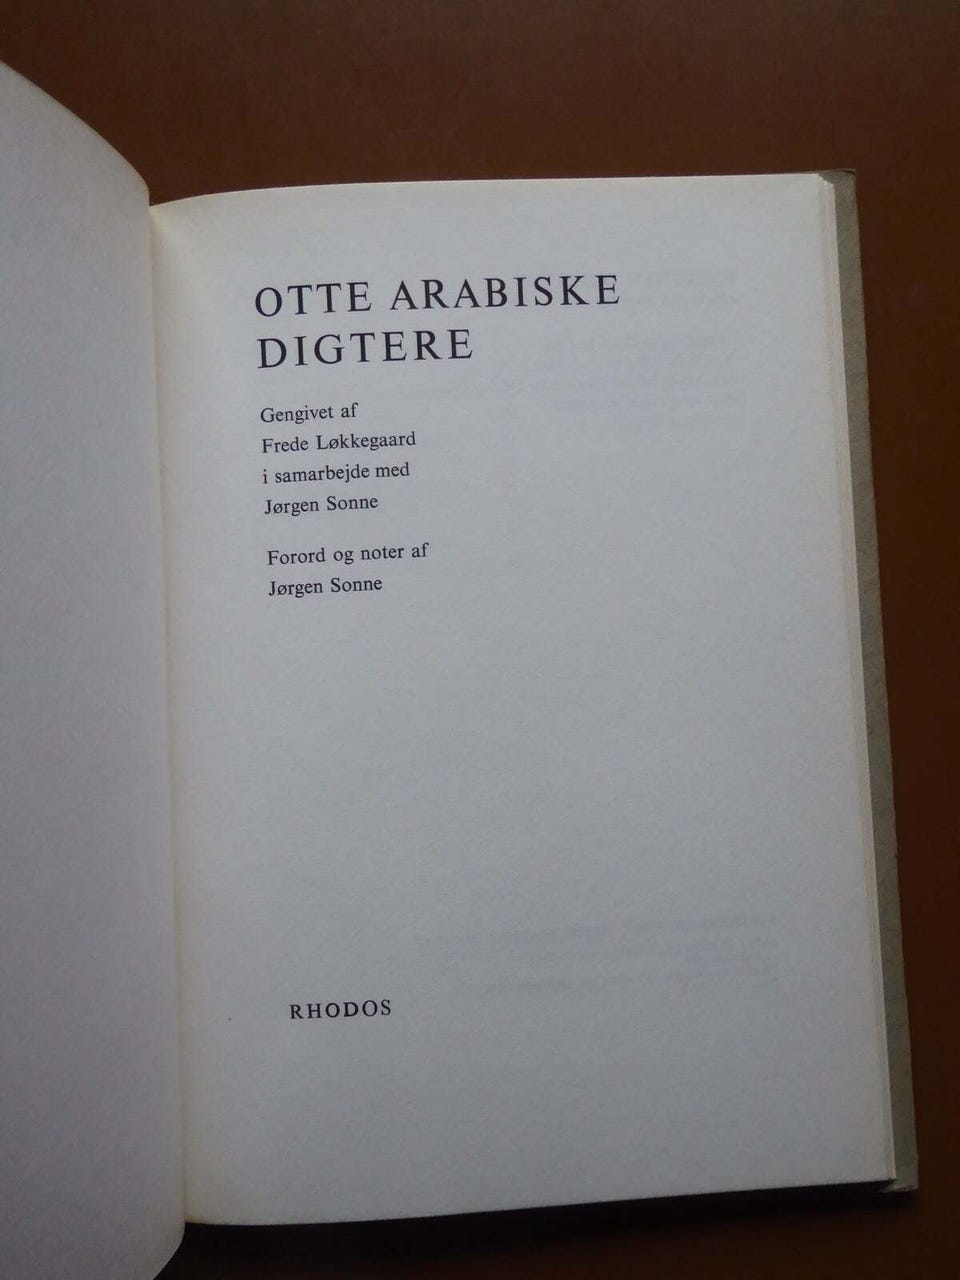 OTTE ARABISKE
DIGTERE
Gengivet af
Frede Løkkegaard
i samarbejde med
Jørgen Sonne
Forord og noter af
Jørgen Sonne
RHODOS